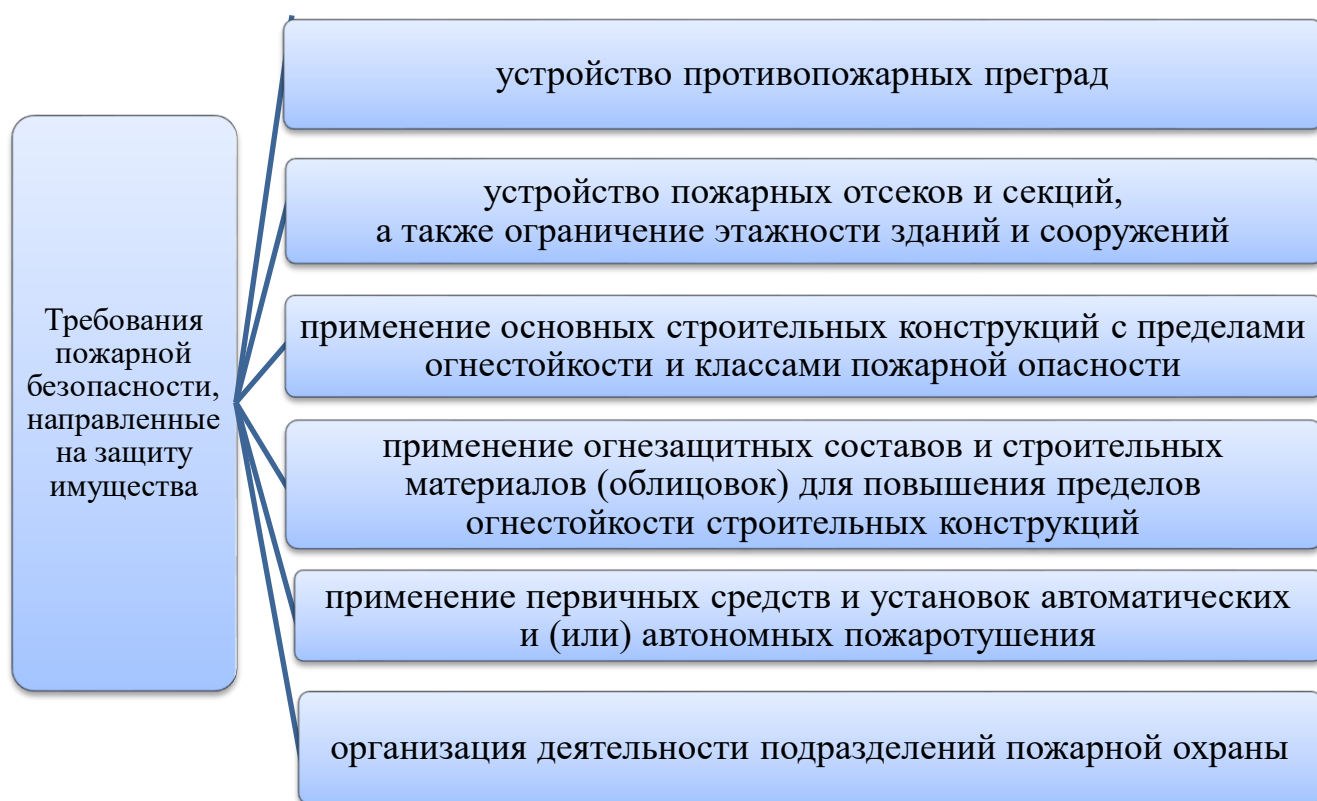 Требования
пожарной
безопасности,
направленные
на защиту
имущества
устройство противопожарных преград
устройство пожарных отсеков и секций,
а также ограничение этажности зданий и сооружений
применение основных строительных конструкций с пределами
огнестойкости и классами пожарной опасности
применение огнезащитных составов и строительных
материалов (облицовок) для повышения пределов
огнестойкости строительных конструкций
применение первичных средств и установок автоматических
и (или) автономных пожаротушения
организация деятельности подразделений пожарной охраны